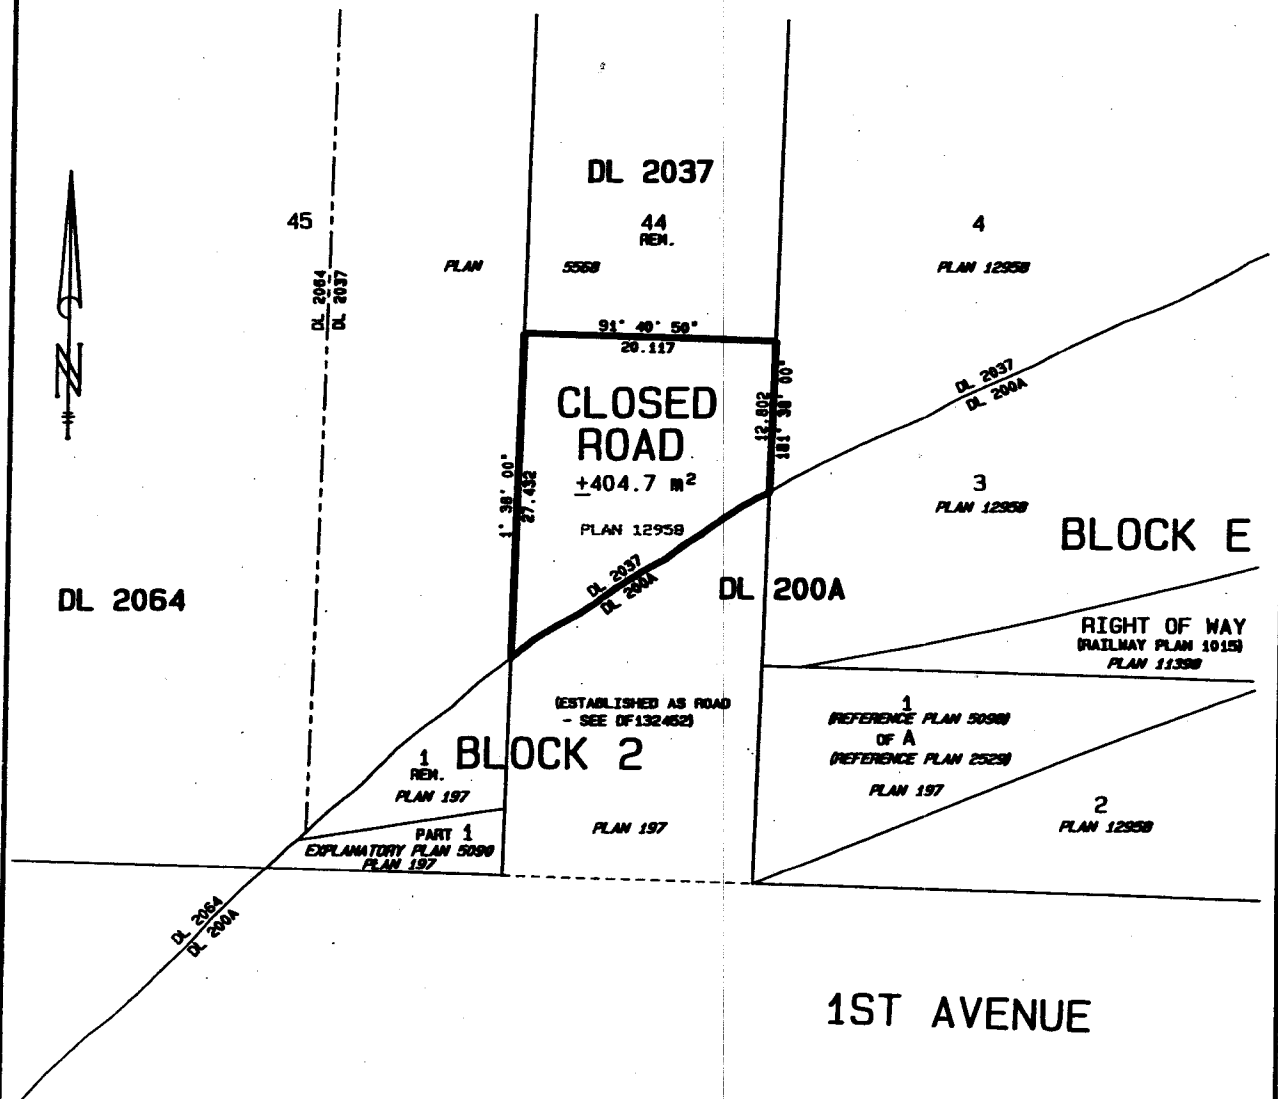 DL 2037
45
44
REM.
4
PLAN 5568
PLAN 12958
DL 2064
DL 2037
N
91° 40' 50"
20.117
CLOSED
ROAD
±404.7 m²
PLAN 12958
1° 38' 00"
27.432
12.802
181° 38' 00"
DL 2037
DL 200A
3
PLAN 12958
BLOCK E
DL 2037
DL 200A
DL 200A
DL 2064
RIGHT OF WAY
(RAILWAY PLAN 1015)
PLAN 11398
(ESTABLISHED AS ROAD
- SEE DF132452)
BLOCK 2
1
REM.
PLAN 197
1
(REFERENCE PLAN 5098)
OF A
(REFERENCE PLAN 2529)
PLAN 197
2
PLAN 12958
PART 1
EXPLANATORY PLAN 5090
PLAN 197
PLAN 197
DL 2064
DL 200A
1ST AVENUE